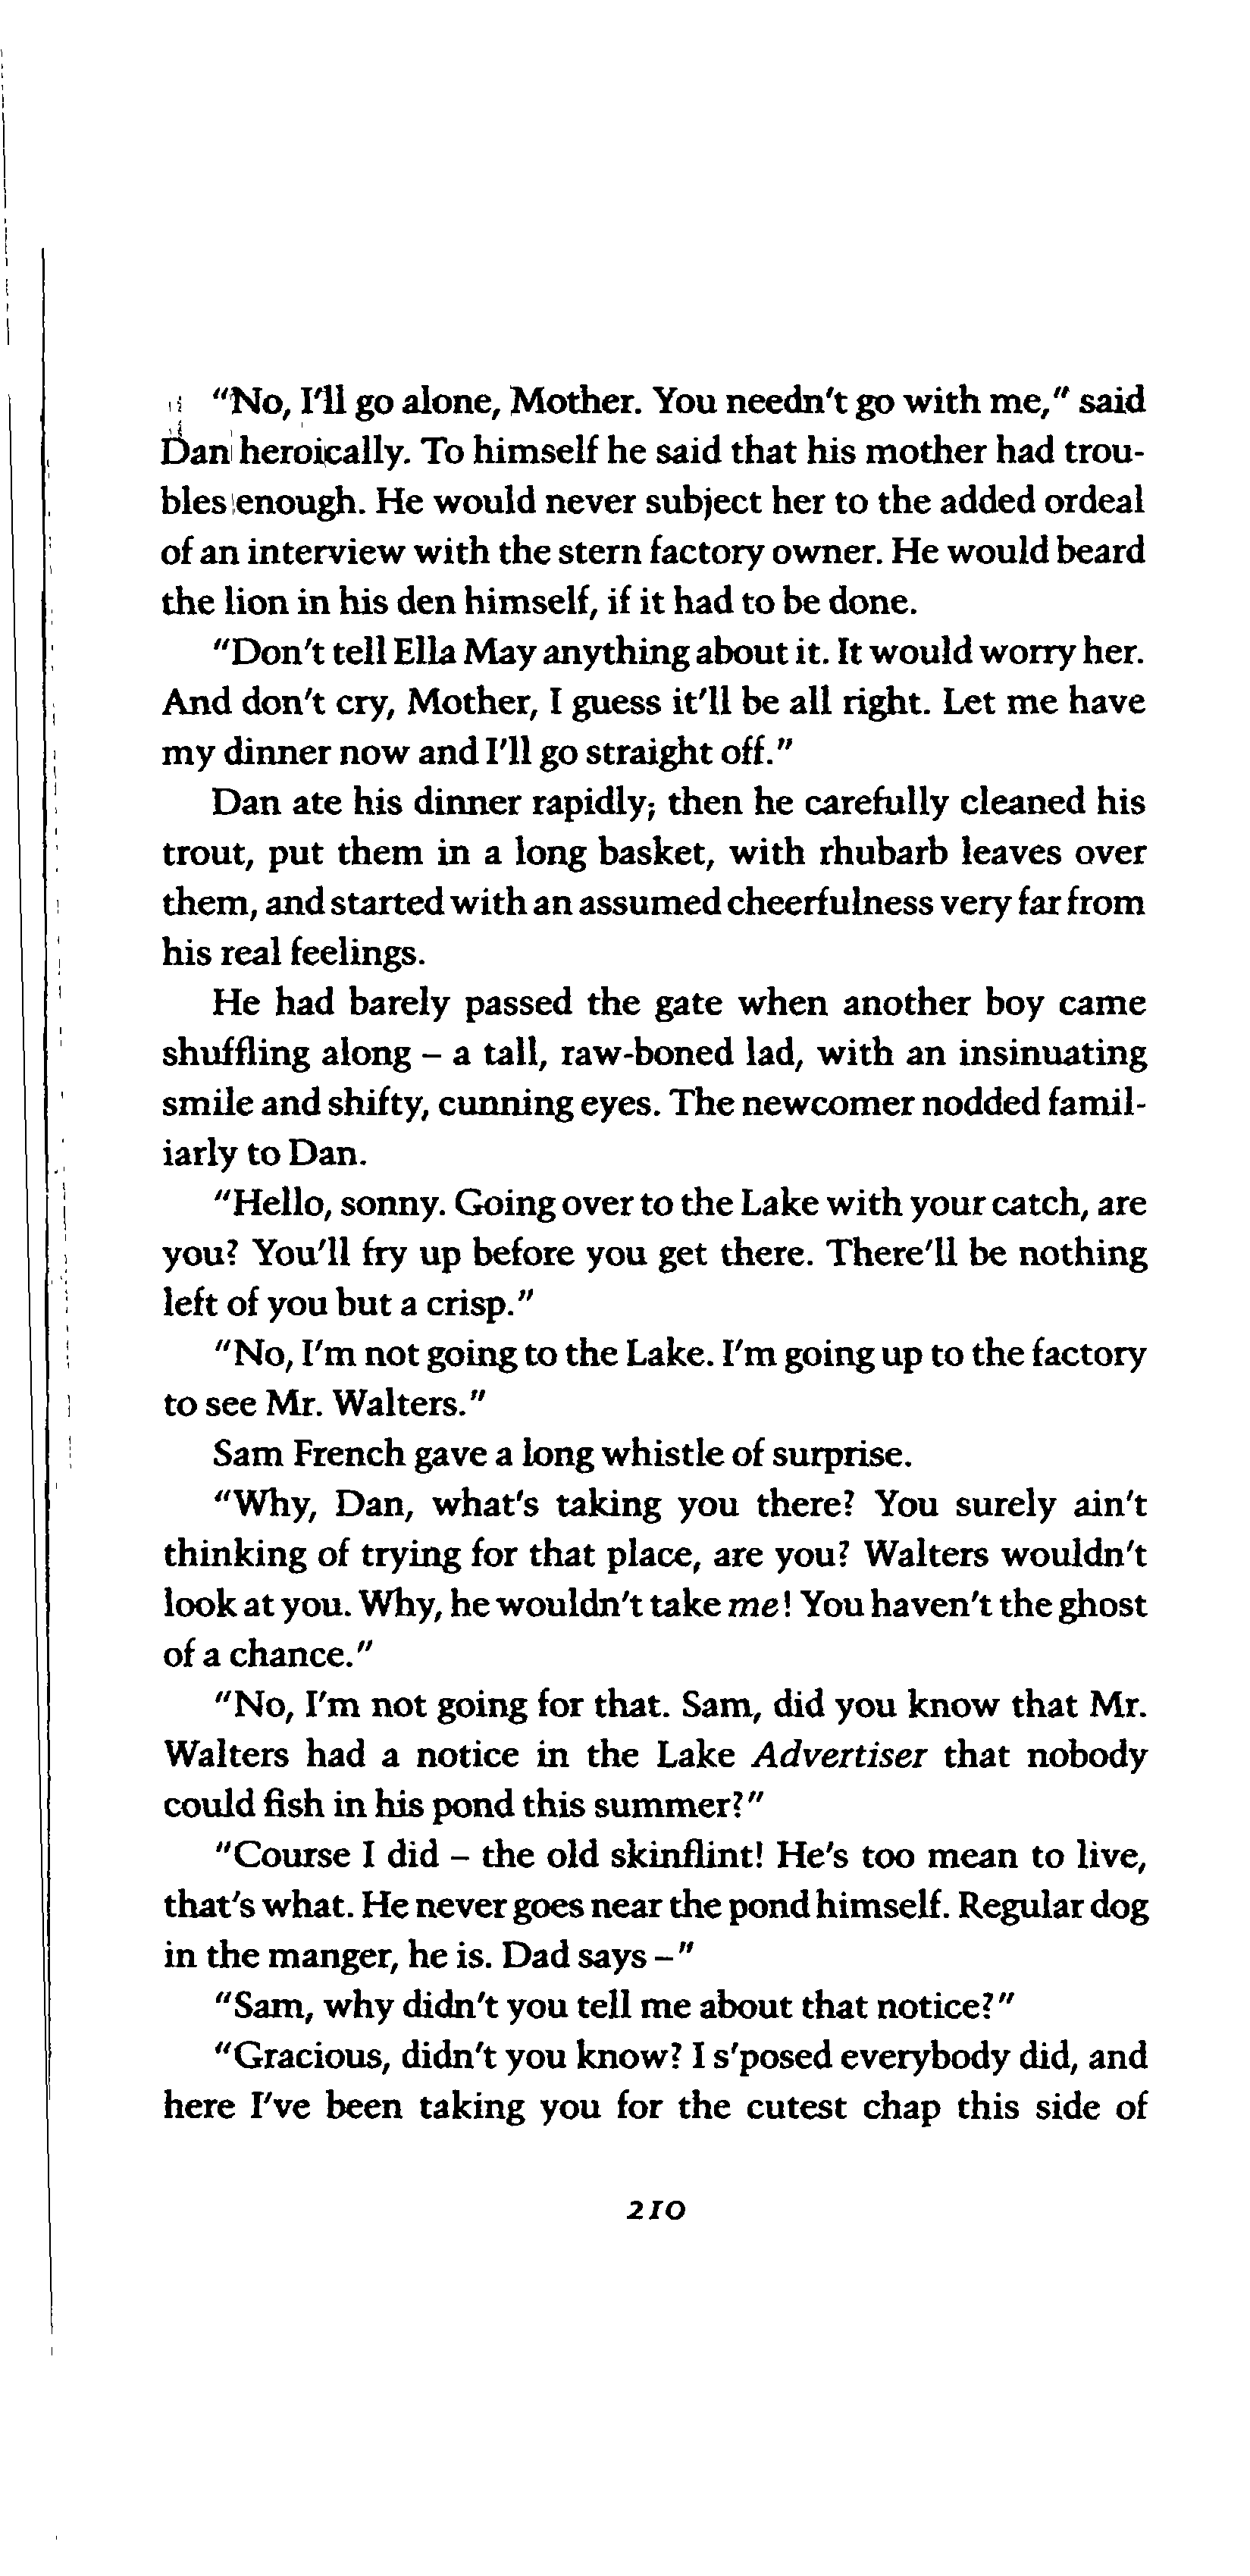 "No, I'll go alone, Mother. You needn't go with me," said
Dan heroically. To himself he said that his mother had trou-
bles enough. He would never subject her to the added ordeal
of an interview with the stern factory owner. He would beard
the lion in his den himself, if it had to be done.
"Don't tell Ella May anything about it. It would worry her.
And don't cry, Mother, I guess it'll be all right. Let me have
my dinner now and I'll go straight off."
Dan ate his dinner rapidly; then he carefully cleaned his
trout, put them in a long basket, with rhubarb leaves over
them, and started with an assumed cheerfulness very far from
his real feelings.
He had barely passed the gate when another boy came
shuffling along – a tall, raw-boned lad, with an insinuating
smile and shifty, cunning eyes. The newcomer nodded famil-
iarly to Dan.
"Hello, sonny. Going over to the Lake with your catch, are
you? You'll fry up before you get there. There'll be nothing
left of you but a crisp."
"No, I'm not going to the Lake. I'm going up to the factory
to see Mr. Walters."
Sam French gave a long whistle of surprise.
"Why, Dan, what's taking you there? You surely ain't
thinking of trying for that place, are you? Walters wouldn't
look at you. Why, he wouldn't take me! You haven't the ghost
of a chance."
"No, I'm not going for that. Sam, did you know that Mr.
Walters had a notice in the Lake Advertiser that nobody
could fish in his pond this summer?"
"Course I did – the old skinflint! He's too mean to live,
that's what. He never goes near the pond himself. Regular dog
in the manger, he is. Dad says –"
"Sam, why didn't you tell me about that notice?"
"Gracious, didn't you know? I s'posed everybody did, and
here I've been taking you for the cutest chap this side of
210